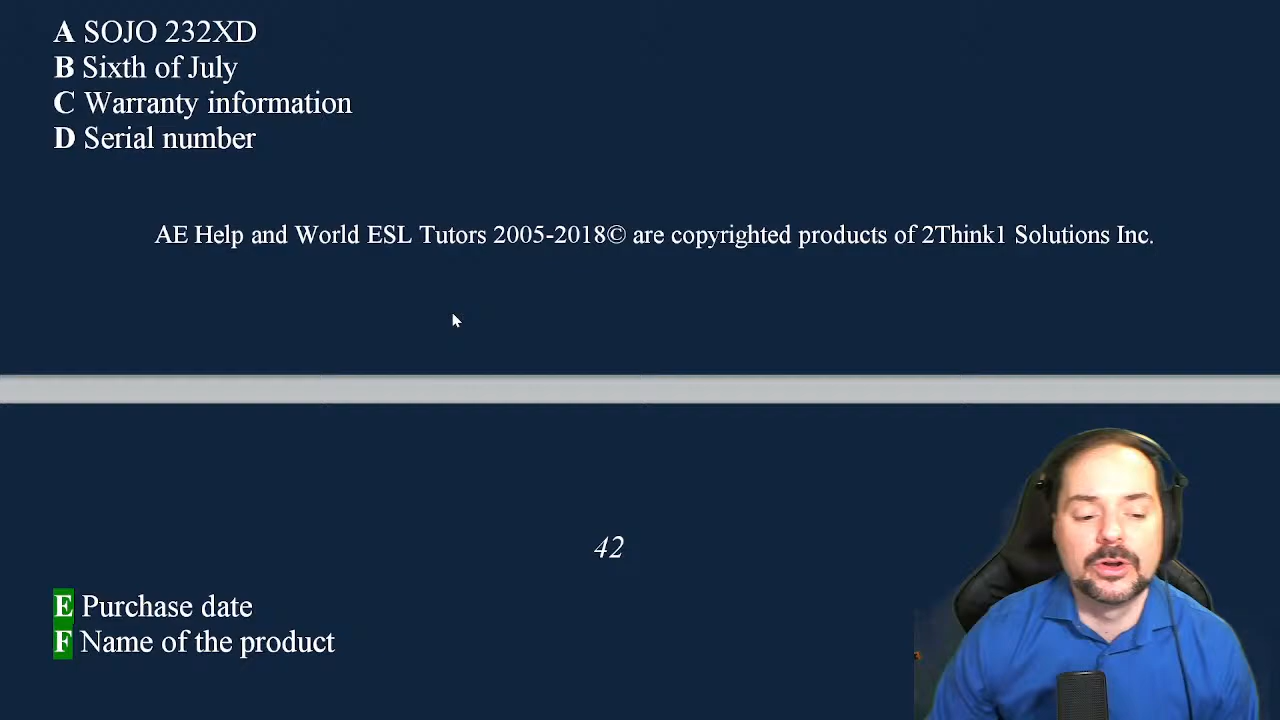 A SOJO 232XD
B Sixth of July
C Warranty information
D Serial number
AE Help and World ESL Tutors 2005-2018© are copyrighted products of 2Think1 Solutions Inc.
42
E Purchase date
F Name of the product